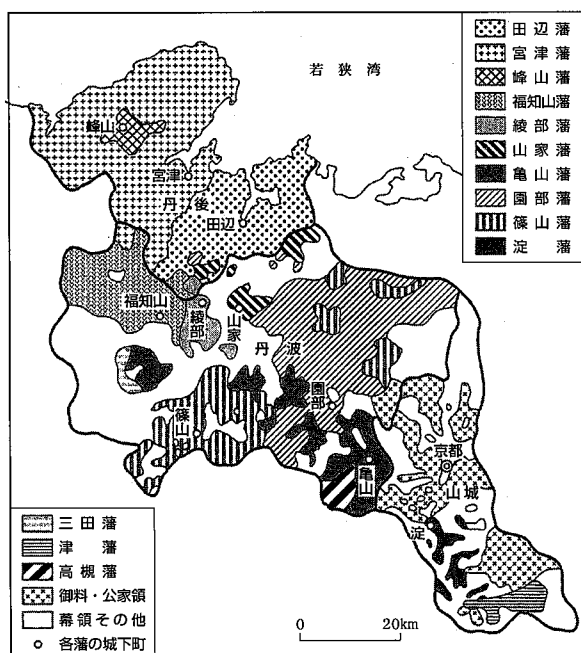 若狭湾
田辺藩
宮津藩
峰山藩
福知山藩
綾部藩
山家藩
亀山藩
園部藩
篠山藩
淀藩
峰山
宮津
丹後
田辺
福知山
綾部
山家
丹波
園部
篠山
亀山
京都
山城
淀
三田藩
津藩
高槻藩
御料・公家領
幕領その他
各藩の城下町
0 20km